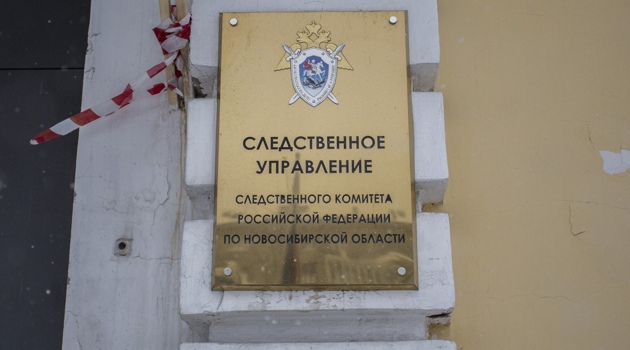 СЛЕДСТВЕННОЕ
УПРАВЛЕНИЕ
СЛЕДСТВЕННОГО КОМИТЕТА
РОССИЙСКОЙ ФЕДЕРАЦИИ
ПО НОВОСИБИРСКОЙ ОБЛАСТИ